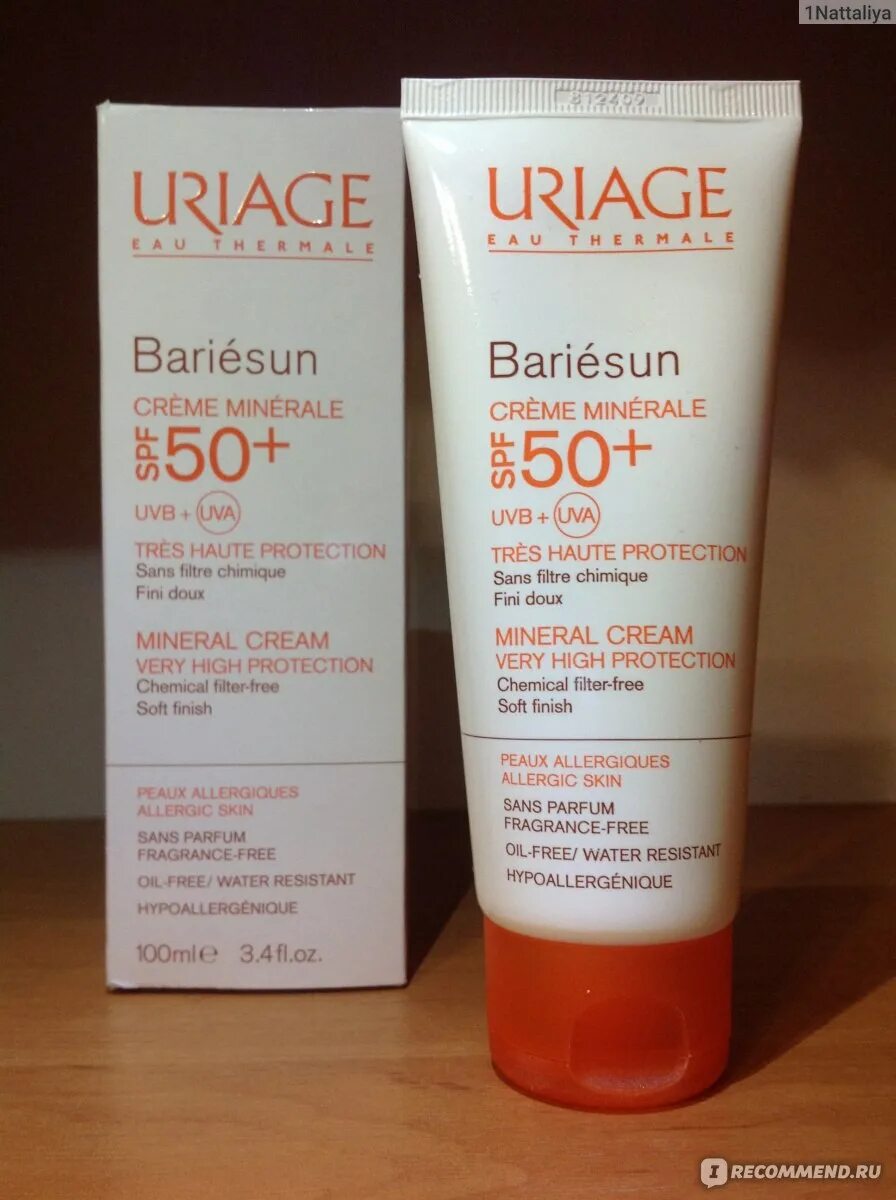 1Nattaliya
URIAGE
EAU THERMALE
Bariésun
CRÈME MINÉRALE
SPF 50+
UVB + UVA
TRÈS HAUTE PROTECTION
Sans filtre chimique
Fini doux
MINERAL CREAM
VERY HIGH PROTECTION
Chemical filter-free
Soft finish
PEAUX ALLERGIQUES
ALLERGIC SKIN
SANS PARFUM
FRAGRANCE-FREE
OIL-FREE/ WATER RESISTANT
HYPOALLERGÉNIQUE
100ml e 3.4fl.oz.
812409
URIAGE
EAU THERMALE
Bariésun
CRÈME MINÉRALE
SPF 50+
UVB + UVA
TRÈS HAUTE PROTECTION
Sans filtre chimique
Fini doux
MINERAL CREAM
VERY HIGH PROTECTION
Chemical filter-free
Soft finish
PEAUX ALLERGIQUES
ALLERGIC SKIN
SANS PARFUM
FRAGRANCE-FREE
OIL-FREE/ WATER RESISTANT
HYPOALLERGÉNIQUE
IRECOMMEND.RU